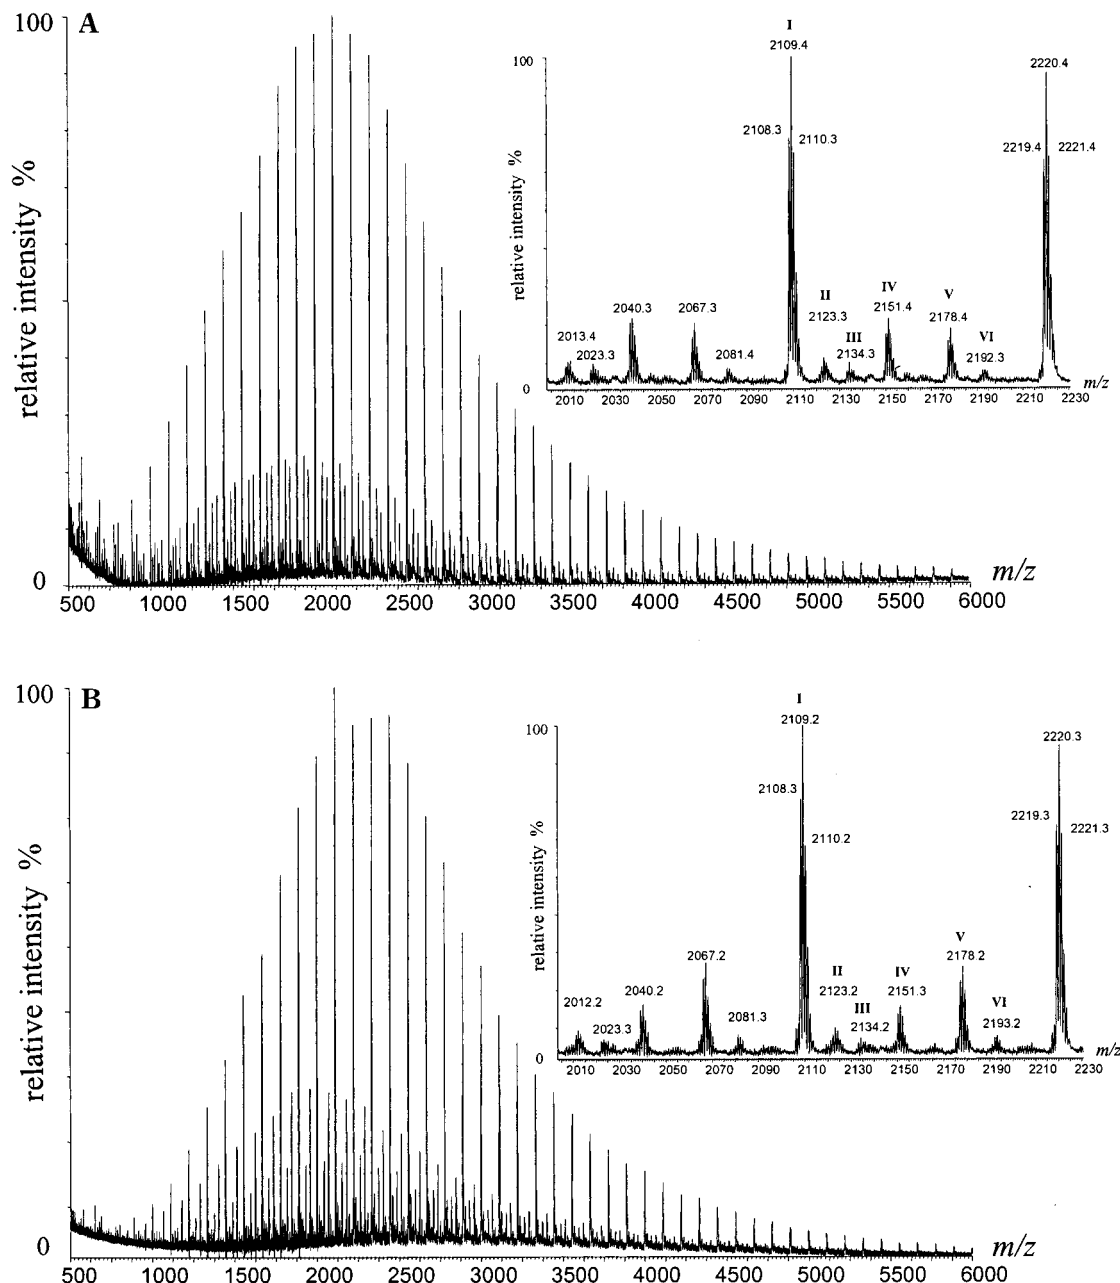 100
A
relative intensity %
0
500 1000 1500 2000 2500 3000 3500 4000 4500 5000 5500 6000
m/z
100
relative intensity %
0
I
2109.4
2220.4
2108.3
2110.3
2219.4
2221.4
II
IV
V
2040.3
2067.3
2123.3
2151.4
2178.4
2013.4
III
VI
2023.3
2081.4
2134.3
2192.3
2010 2030 2050 2070 2090 2110 2130 2150 2170 2190 2210 2230
m/z
100
B
relative intensity %
0
500 1000 1500 2000 2500 3000 3500 4000 4500 5000 5500 6000
m/z
100
relative intensity %
0
I
2109.2
2220.3
2108.3
2219.3
2221.3
2110.2
V
2067.2
2178.2
II
IV
2040.2
2123.2
2151.3
2012.2
III
VI
2023.3
2081.3
2134.2
2193.2
2010 2030 2050 2070 2090 2110 2130 2150 2170 2190 2210 2230
m/z